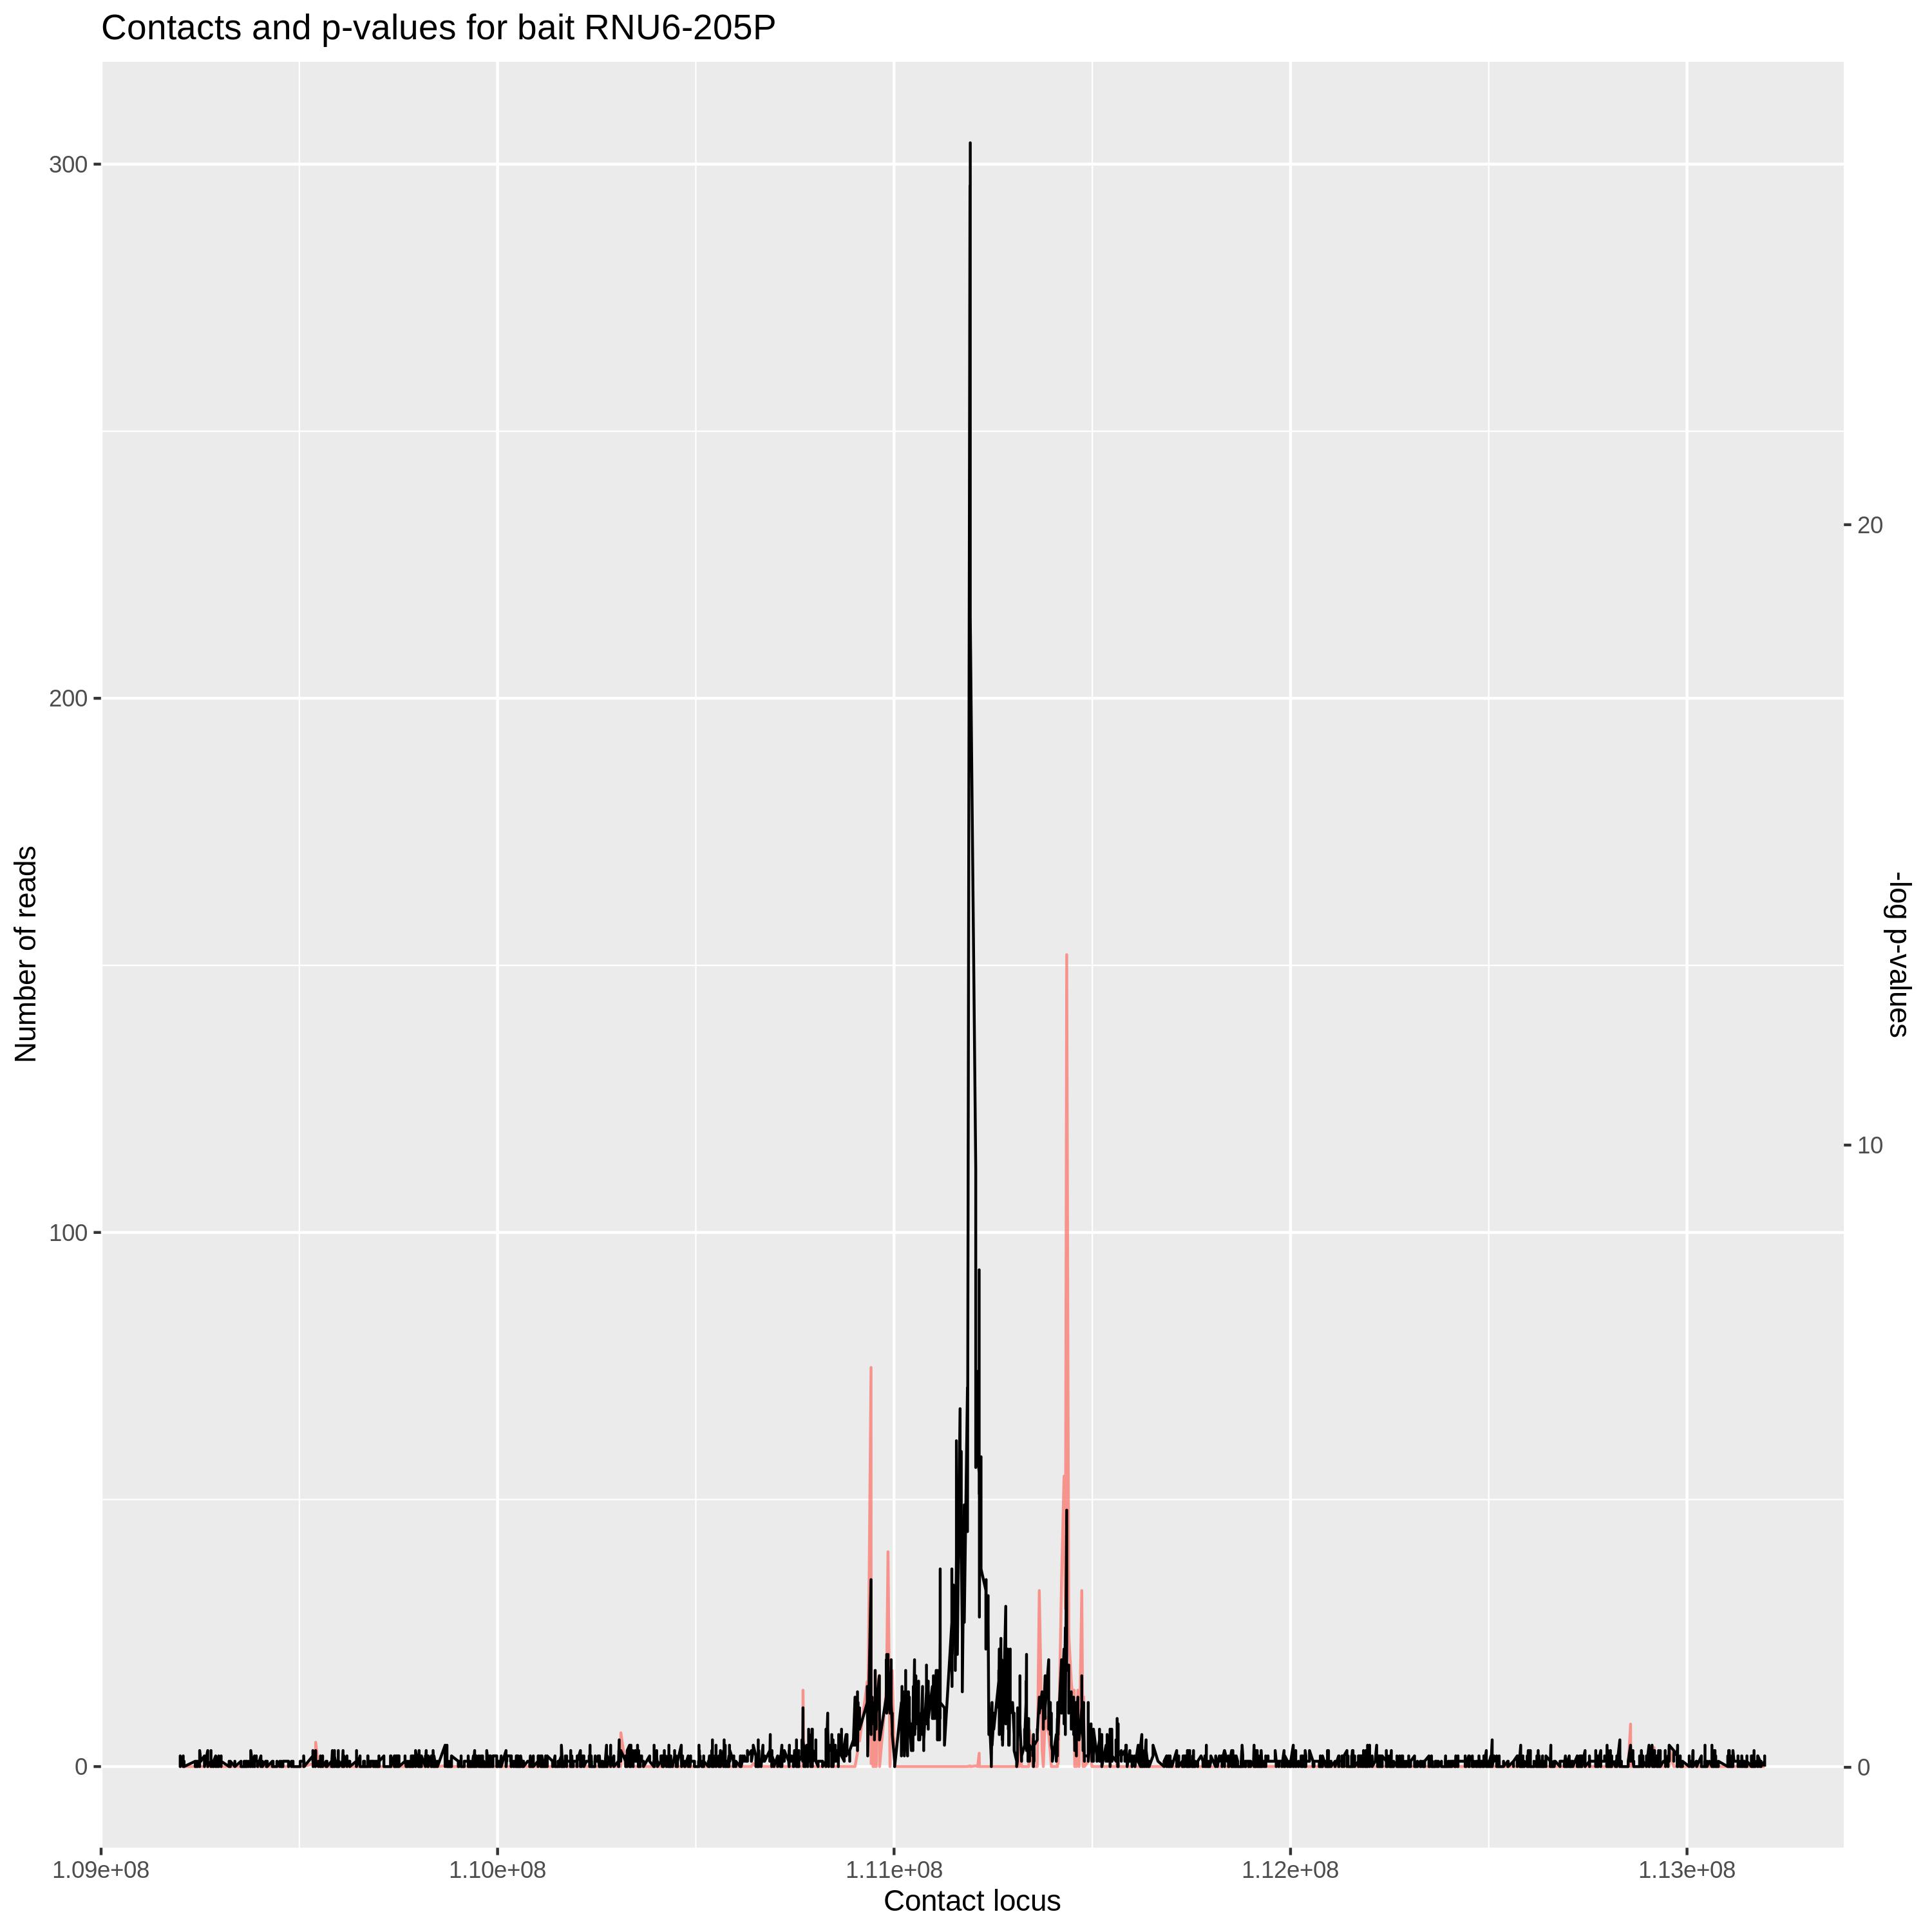 Contacts and p-values for bait RNU6-205P
300
200
100
0
20
10
0
Number of reads
-log p-values
1.09e+08
1.10e+08
1.11e+08
1.12e+08
1.13e+08
Contact locus